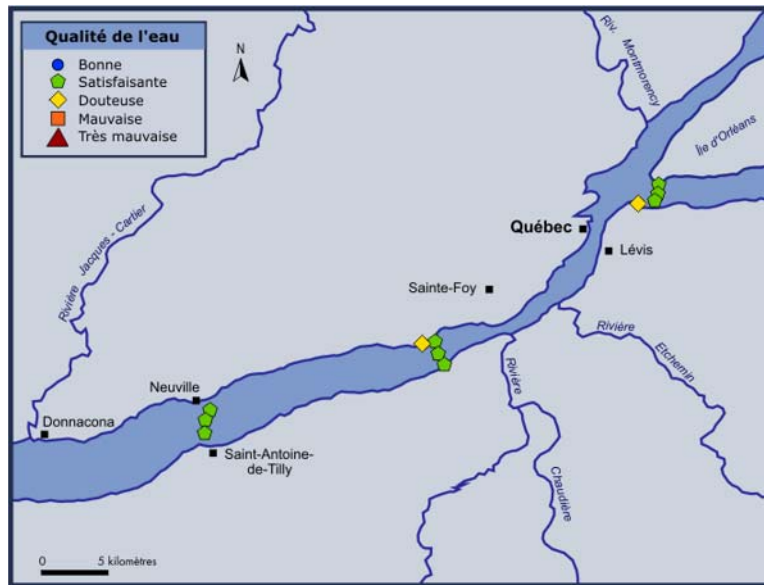 Qualité de l'eau
Bonne
Satisfaisante
Douteuse
Mauvaise
Très mauvaise
N
Riv. Montmorency
Île d'Orléans
Rivière Jacques - Cartier
Québec
Lévis
Sainte-Foy
Rivière Etchemin
Neuville
Rivière Chaudière
Donnacona
Saint-Antoine-
de-Tilly
0 5 kilomètres